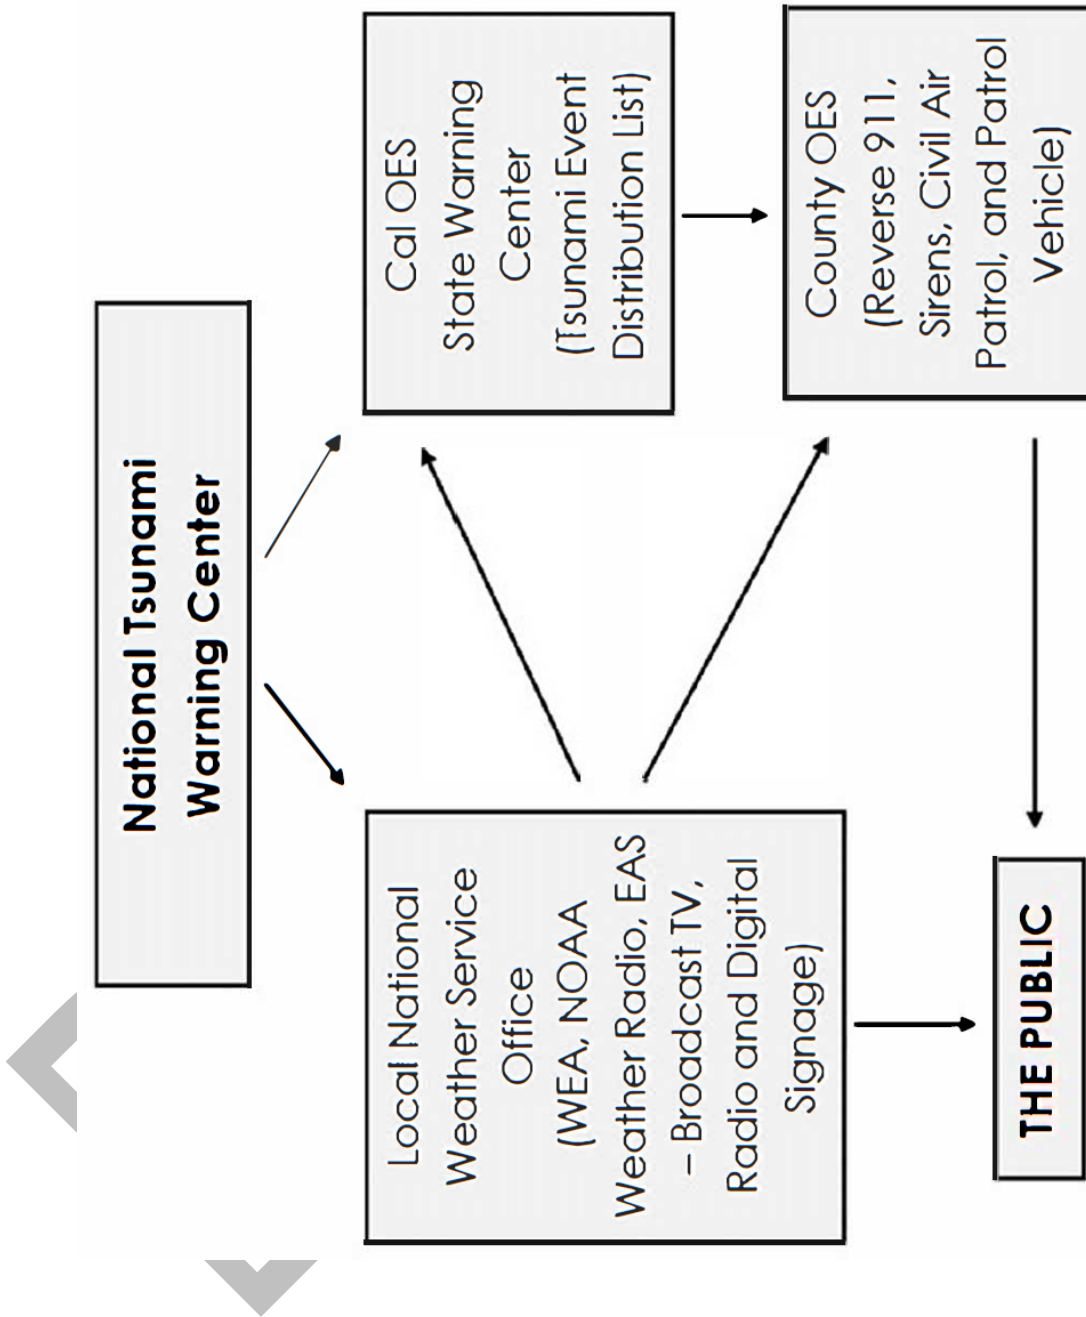 National Tsunami
Warning Center
Local National
Weather Service
Office
(WEA, NOAA
Weather Radio, EAS
– Broadcast TV,
Radio and Digital
Signage)
Cal OES
State Warning
Center
(Tsunami Event
Distribution List)
County OES
(Reverse 911,
Sirens, Civil Air
Patrol, and Patrol
Vehicle)
THE PUBLIC